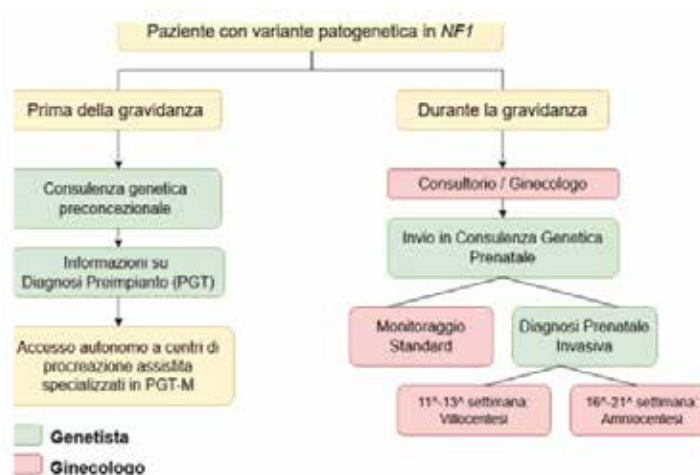 Paziente con variante patogenetica in NF1
Prima della gravidanza
Durante la gravidanza
Consulenza genetica
preconcezionale
Consultorio / Ginecologo
Informazioni su
Diagnosi Preimpianto (PGT)
Invio in Consulenza Genetica
Prenatale
Accesso autonomo a centri di
procreazione assistita
specializzati in PGT-M
Monitoraggio
Standard
Diagnosi Prenatale
Invasiva
11^-13^ settimana:
Villocentesi
16^-21^ settimana:
Amniocentesi
Genetista
Ginecologo